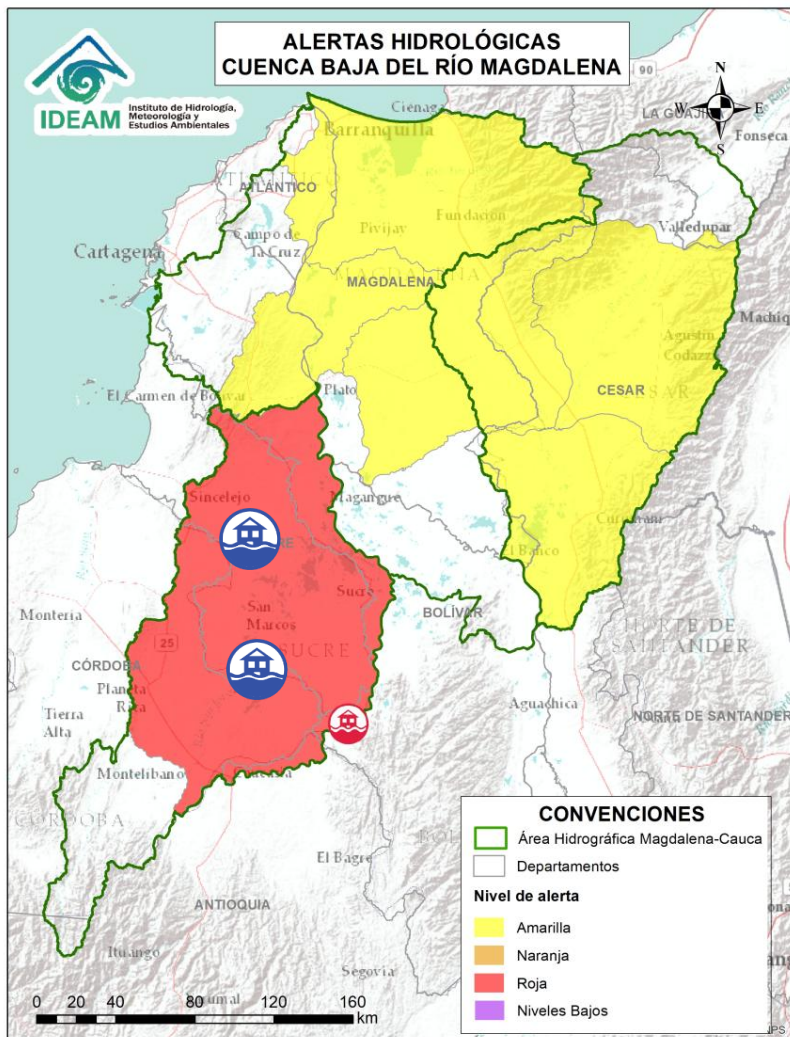 ALERTAS HIDROLÓGICAS
CUENCA BAJA DEL RÍO MAGDALENA
IDEAM
Instituto de Hidrología,
Meteorología y
Estudios Ambientales
90
N
W
E
S
Cienaga
LA GUAJIRA
Fonseca
Barranquilla
ATLÁNTICO
Pivijay
Fundación
Valledupar
Cartagena
Campo de
la Cruz
MAGDALENA
MAGDALENA
Machiq
Agustín
Codazzi
CESAR
Plato
El Carmen de Bolívar
Sincelejo
Magangue
Curumani
El Banco
Sucre
BOLÍVAR
San
Marcos
SUCRE
NORTE DE
SANTANDER
Montería
25
CÓRDOBA
Planeta
Rica
Aguachica
NORTE DE SANTANDER
Tierra
Alta
Montelibano
CÓRDOBA
El Bagre
ANTIOQUIA
Ituango
Segovia
CONVENCIONES
Área Hidrográfica Magdalena-Cauca
Departamentos
Nivel de alerta
Amarilla
Naranja
Roja
Niveles Bajos
0 20 40 80 120 160
km